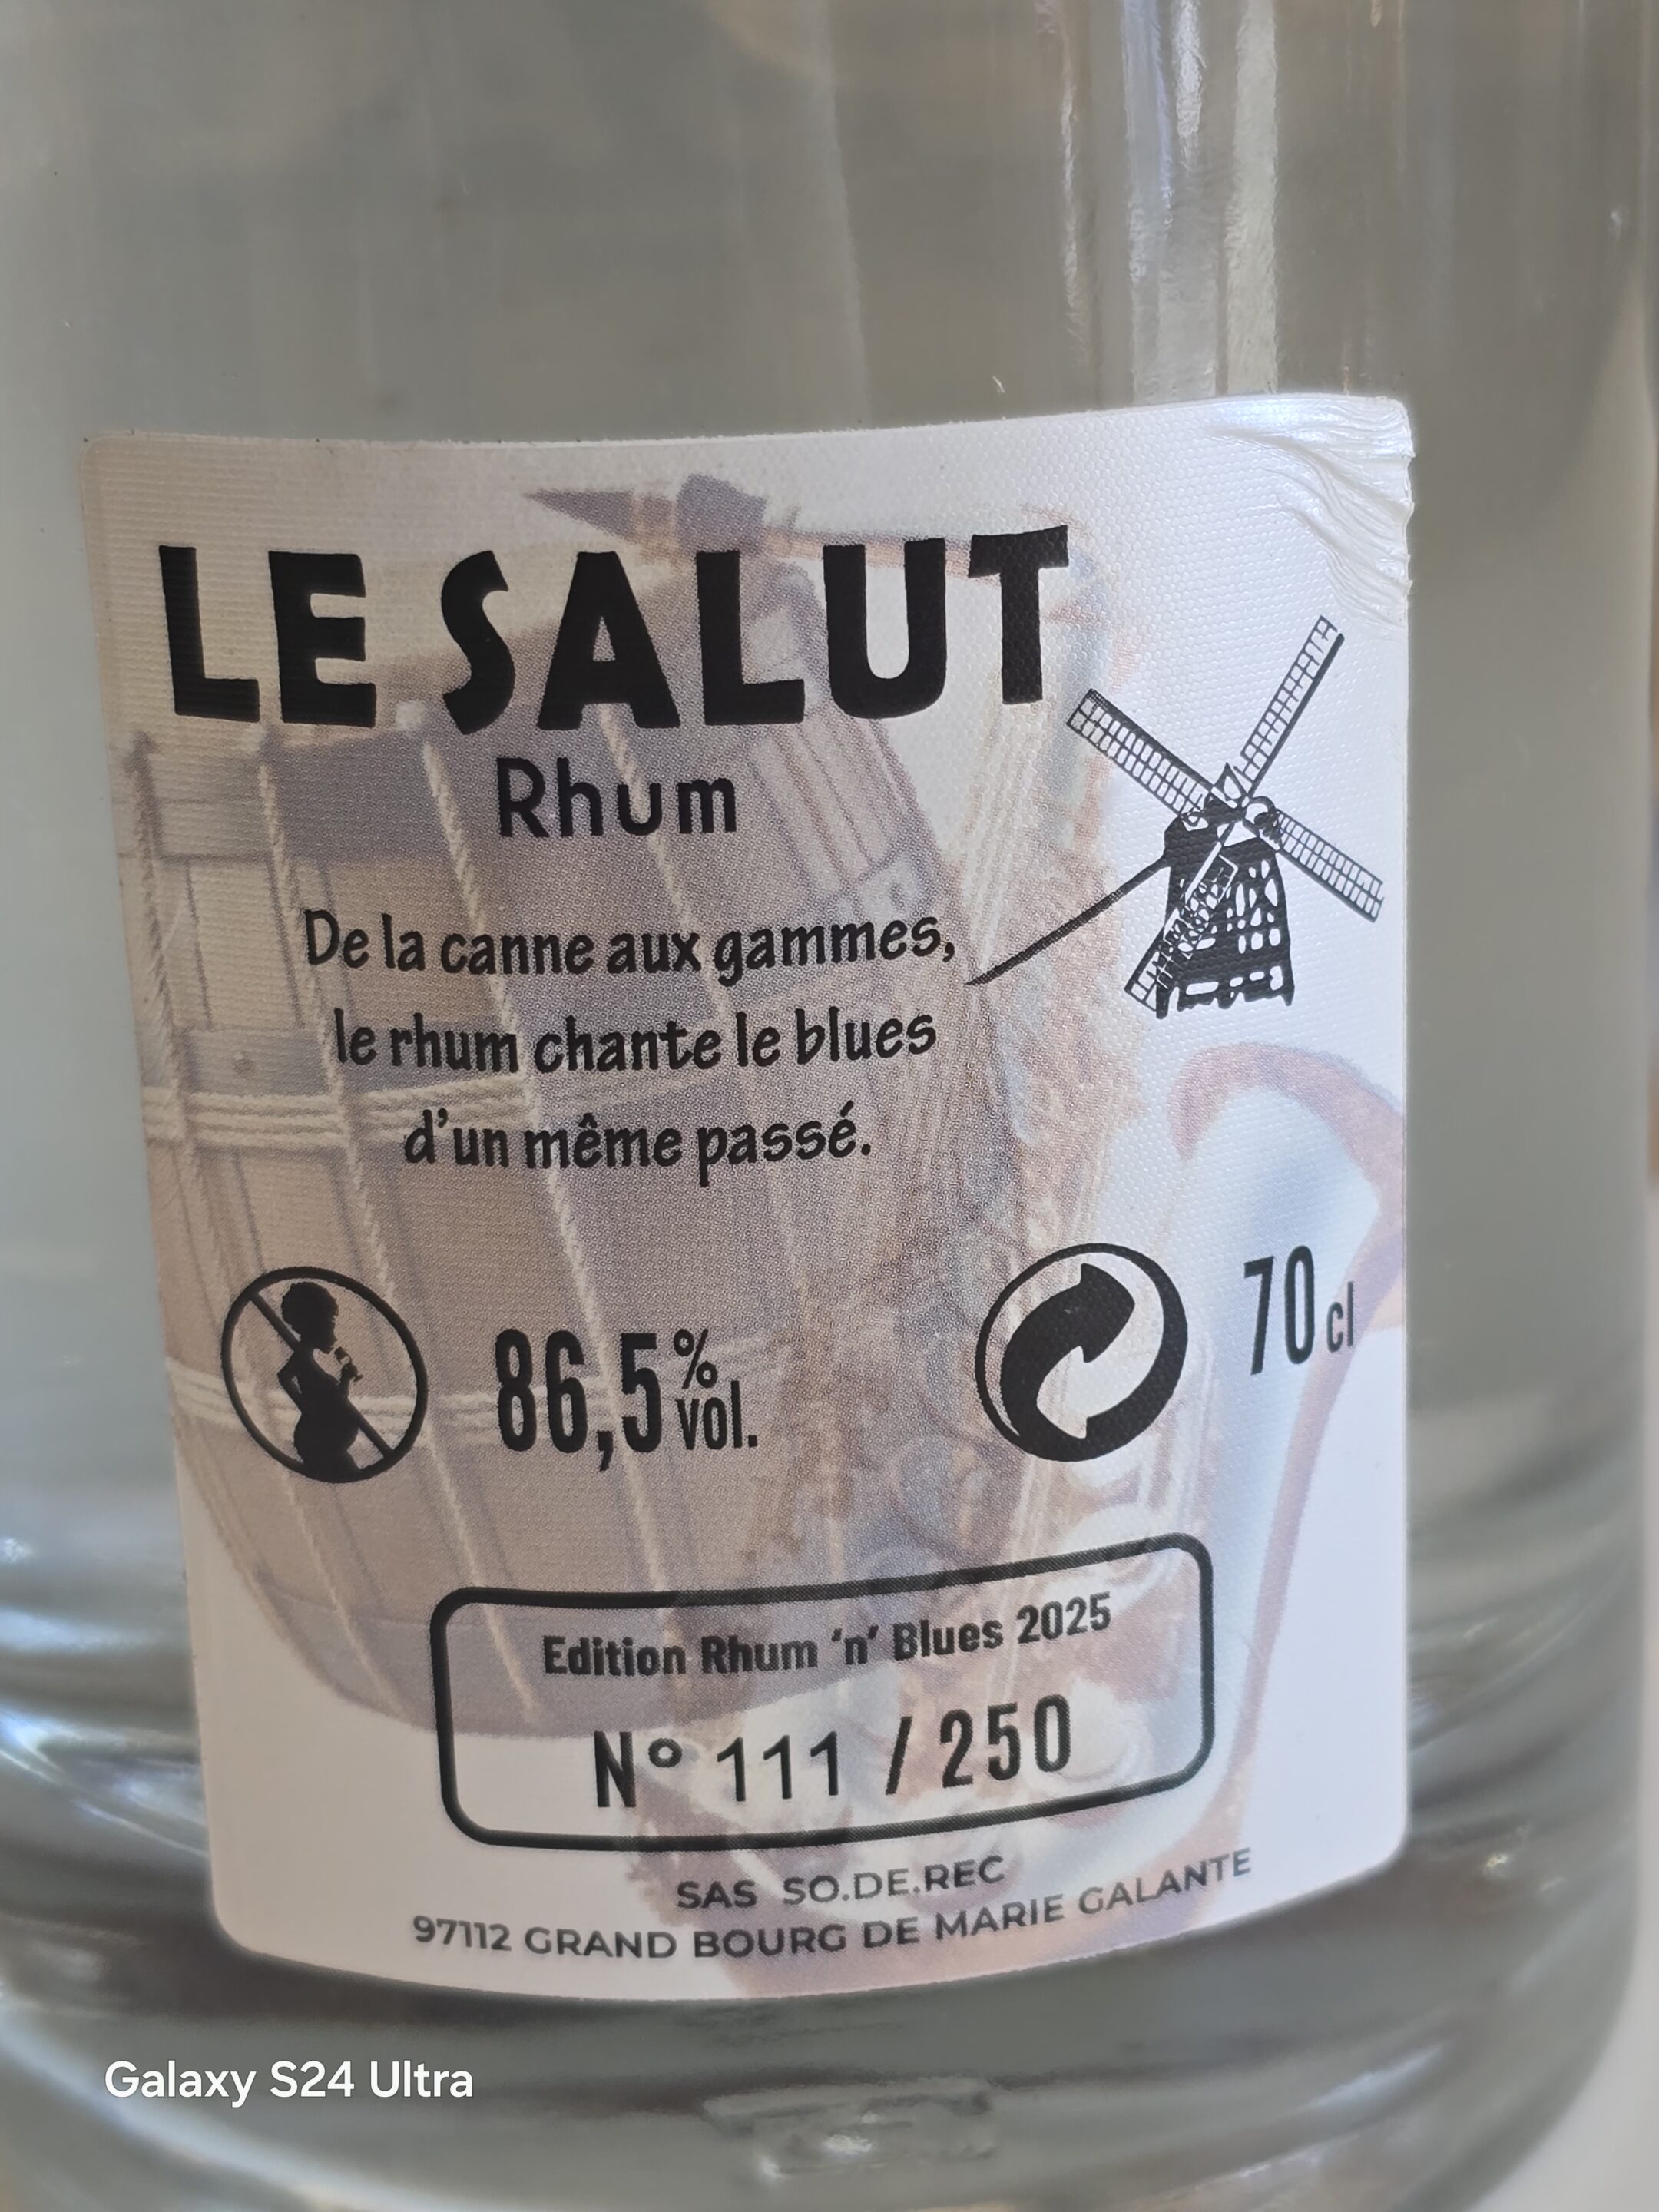 LE SALUT
Rhum
De la canne aux gammes,
le rhum chante le blues
d'un même passé.
86,5 % vol.
70 cl
Edition Rhum 'n' Blues 2025
N° 111 / 250
SAS SO.DE.REC
97112 GRAND BOURG DE MARIE GALANTE
Galaxy S24 Ultra